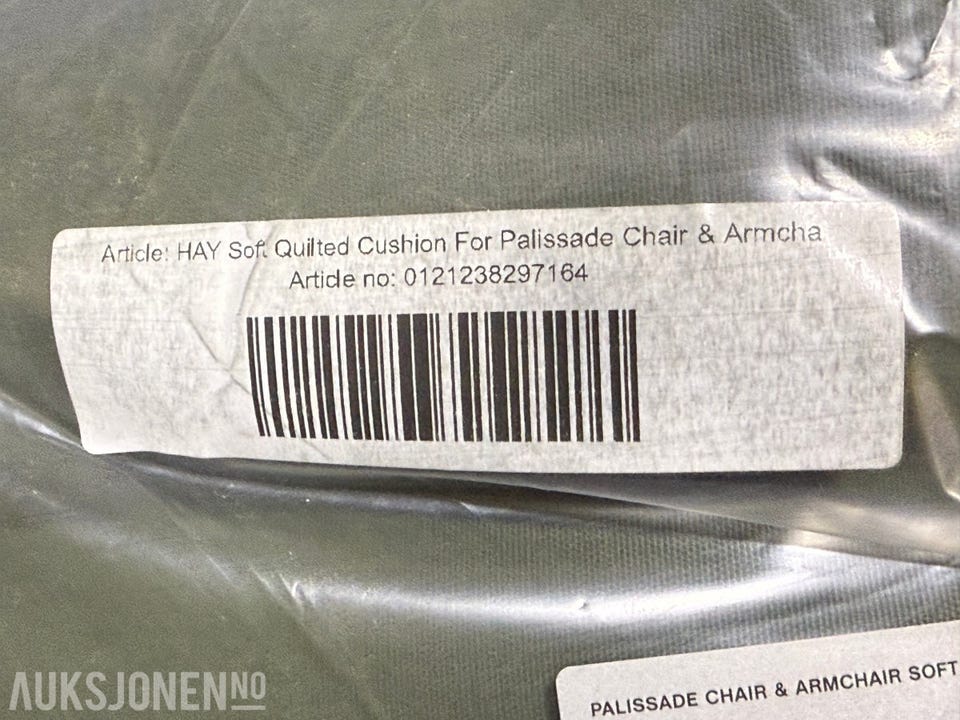 Article: HAY Soft Quilted Cushion For Palissade Chair & Armcha
Article no: 0121238297164
PALISSADE CHAIR & ARMCHAIR SOFT
AUKSJONEN NO